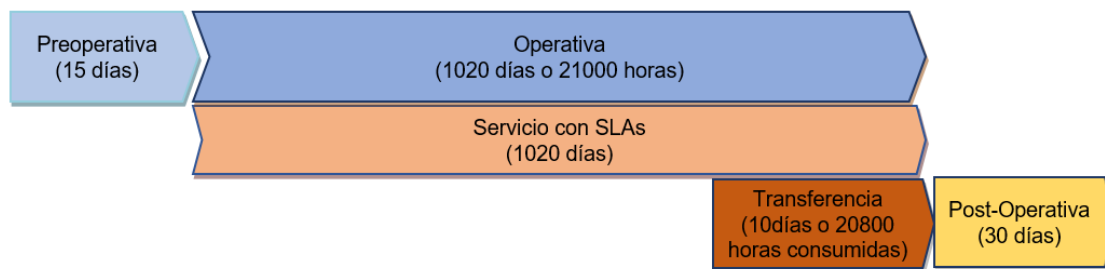 Preoperativa
(15 días)
Operativa
(1020 días o 21000 horas)
Servicio con SLAs
(1020 días)
Transferencia
(10días o 20800
horas consumidas)
Post-Operativa
(30 días)